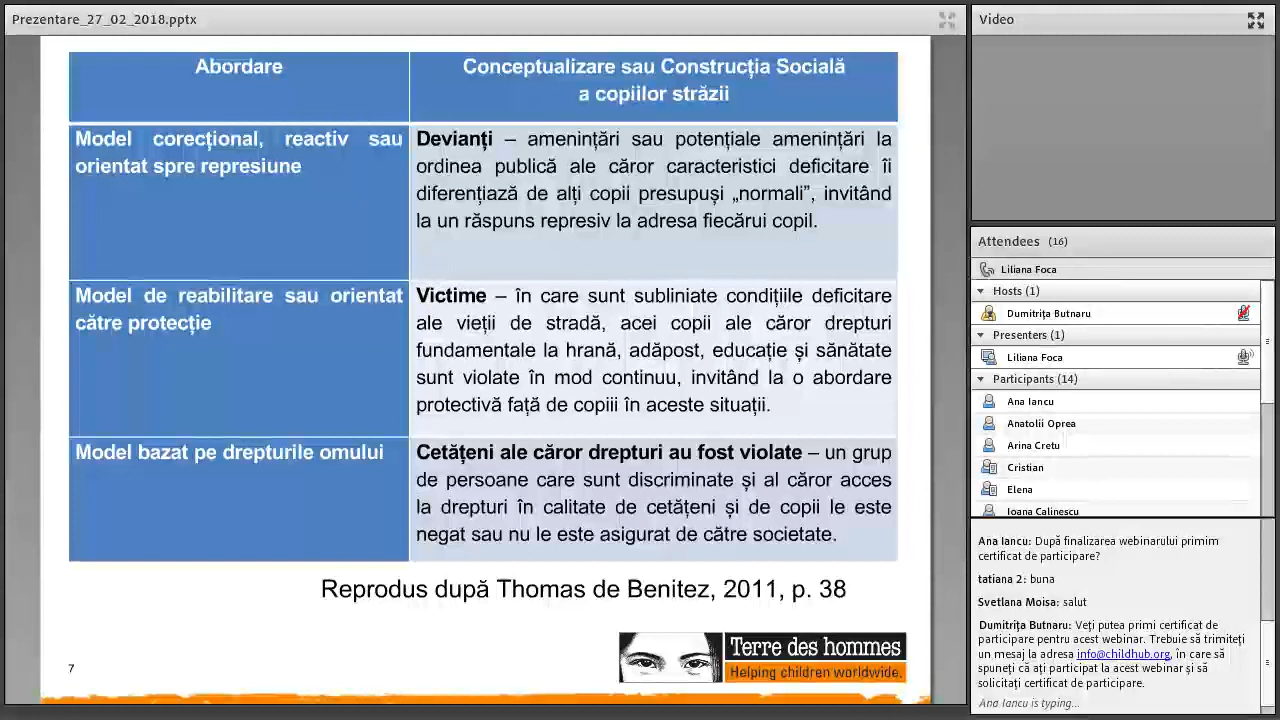 Prezentare_27_02_2018.pptx
Abordare
Conceptualizare sau Construcția Socială
a copiilor străzii
Model corecțional, reactiv sau
orientat spre represiune
Devianți – amenințări sau potențiale amenințări la
ordinea publică ale căror caracteristici deficitare îi
diferențiază de alți copii presupuși „normali”, invitând
la un răspuns represiv la adresa fiecărui copil.
Model de reabilitare sau orientat
către protecție
Victime – în care sunt subliniate condițiile deficitare
ale vieții de stradă, acei copii ale căror drepturi
fundamentale la hrană, adăpost, educație și sănătate
sunt violate în mod continuu, invitând la o abordare
protectivă față de copiii în aceste situații.
Model bazat pe drepturile omului
Cetățeni ale căror drepturi au fost violate – un grup
de persoane care sunt discriminate și al căror acces
la drepturi în calitate de cetățeni și de copii le este
negat sau nu le este asigurat de către societate.
Reprodus după Thomas de Benitez, 2011, p. 38
7
Terre des hommes
Helping children worldwide.
Video
Attendees (16)
Liliana Foca
Hosts (1)
Dumitrița Butnaru
Presenters (1)
Liliana Foca
Participants (14)
Ana Iancu
Anatolii Oprea
Arina Cretu
Cristian
Elena
Ioana Calinescu
Ana Iancu: După finalizarea webinarului primim
certificat de participare?
tatiana 2: buna
Svetlana Moisa: salut
Dumitrița Butnaru: Veți putea primi certificat de
participare pentru acest webinar. Trebuie să trimiteți
un mesaj la adresa info@childhub.org, în care să
spuneți că ați participat la acest webinar și să
solicitați certificat de participare.
Ana Iancu is typing...